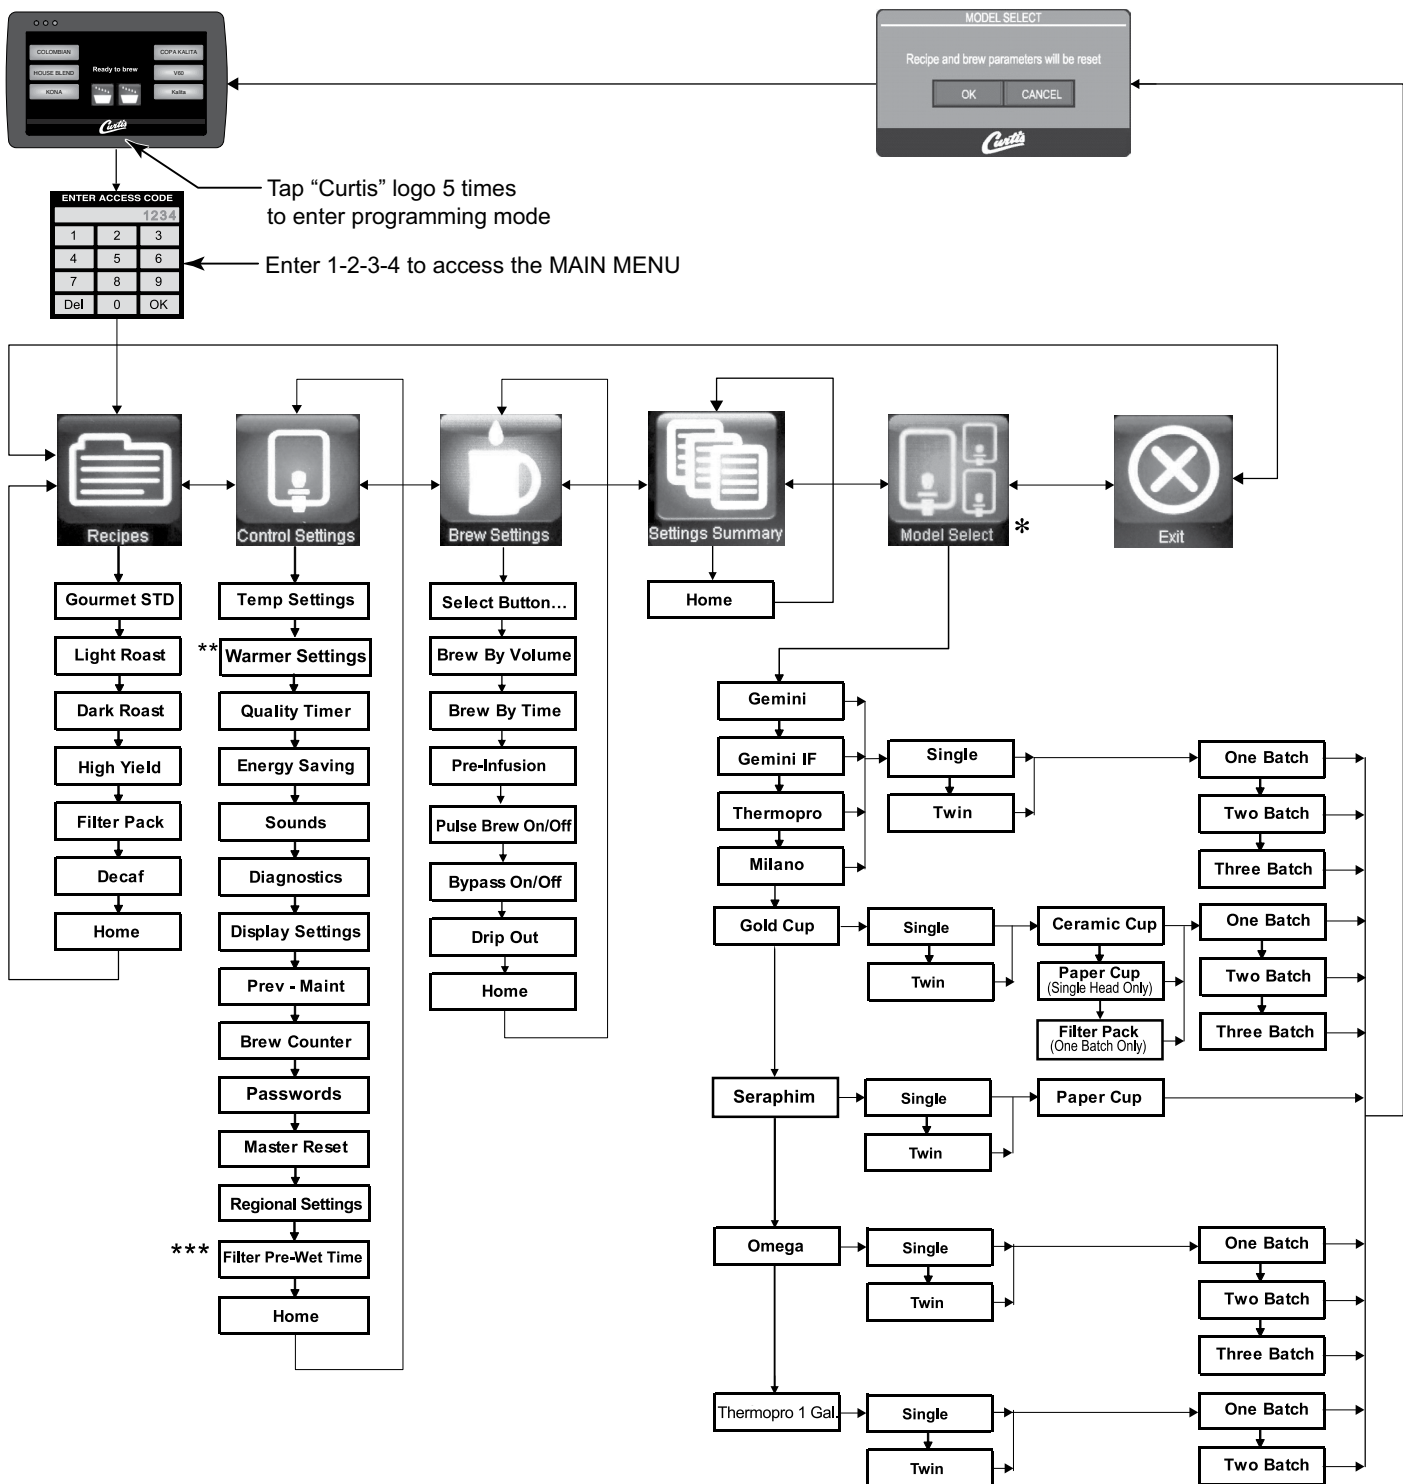 COLOMBIAN
HOUSE BLEND
KONA
Ready to brew
COPA KALITA
V60
Kalita
Curtis
MODEL SELECT
Recipe and brew parameters will be reset
OK
CANCEL
Curtis
Tap “Curtis” logo 5 times
to enter programming mode
ENTER ACCESS CODE
1234
1 2 3
4 5 6
7 8 9
Del 0 OK
Enter 1-2-3-4 to access the MAIN MENU
Recipes
Control Settings
Brew Settings
Settings Summary
Model Select
*
Exit
Gourmet STD
Light Roast
Dark Roast
High Yield
Filter Pack
Decaf
Home
Temp Settings
** Warmer Settings
Quality Timer
Energy Saving
Sounds
Diagnostics
Display Settings
Prev - Maint
Brew Counter
Passwords
Master Reset
Regional Settings
*** Filter Pre-Wet Time
Home
Select Button...
Brew By Volume
Brew By Time
Pre-Infusion
Pulse Brew On/Off
Bypass On/Off
Drip Out
Home
Home
Gemini
Gemini IF
Thermopro
Milano
Single
Twin
One Batch
Two Batch
Three Batch
Gold Cup
Single
Twin
Ceramic Cup
Paper Cup
(Single Head Only)
Filter Pack
(One Batch Only)
One Batch
Two Batch
Three Batch
Seraphim
Single
Twin
Paper Cup
Omega
Single
Twin
One Batch
Two Batch
Three Batch
Thermopro 1 Gal.
Single
Twin
One Batch
Two Batch